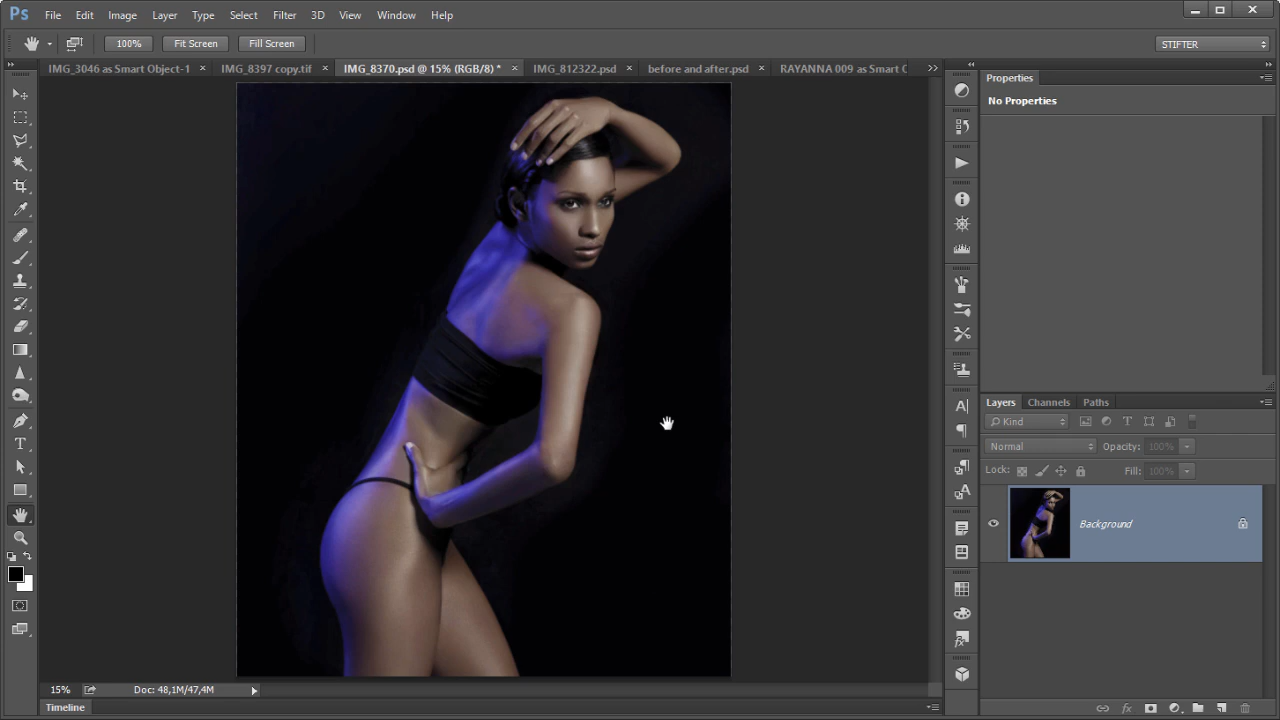 Ps File Edit Image Layer Type Select Filter 3D View Window Help
100% Fit Screen Fill Screen STIFTER
IMG_3046 as Smart Object-1 × IMG_8397 copy.tif × IMG_8370.psd @ 15% (RGB/8) * × IMG_812322.psd × before and after.psd × RAYANNA 009 as Smart O
Properties
No Properties
Layers Channels Paths
Kind
Normal Opacity: 100%
Lock: Fill: 100%
Background
15% Doc: 48,1M/47,4M
Timeline